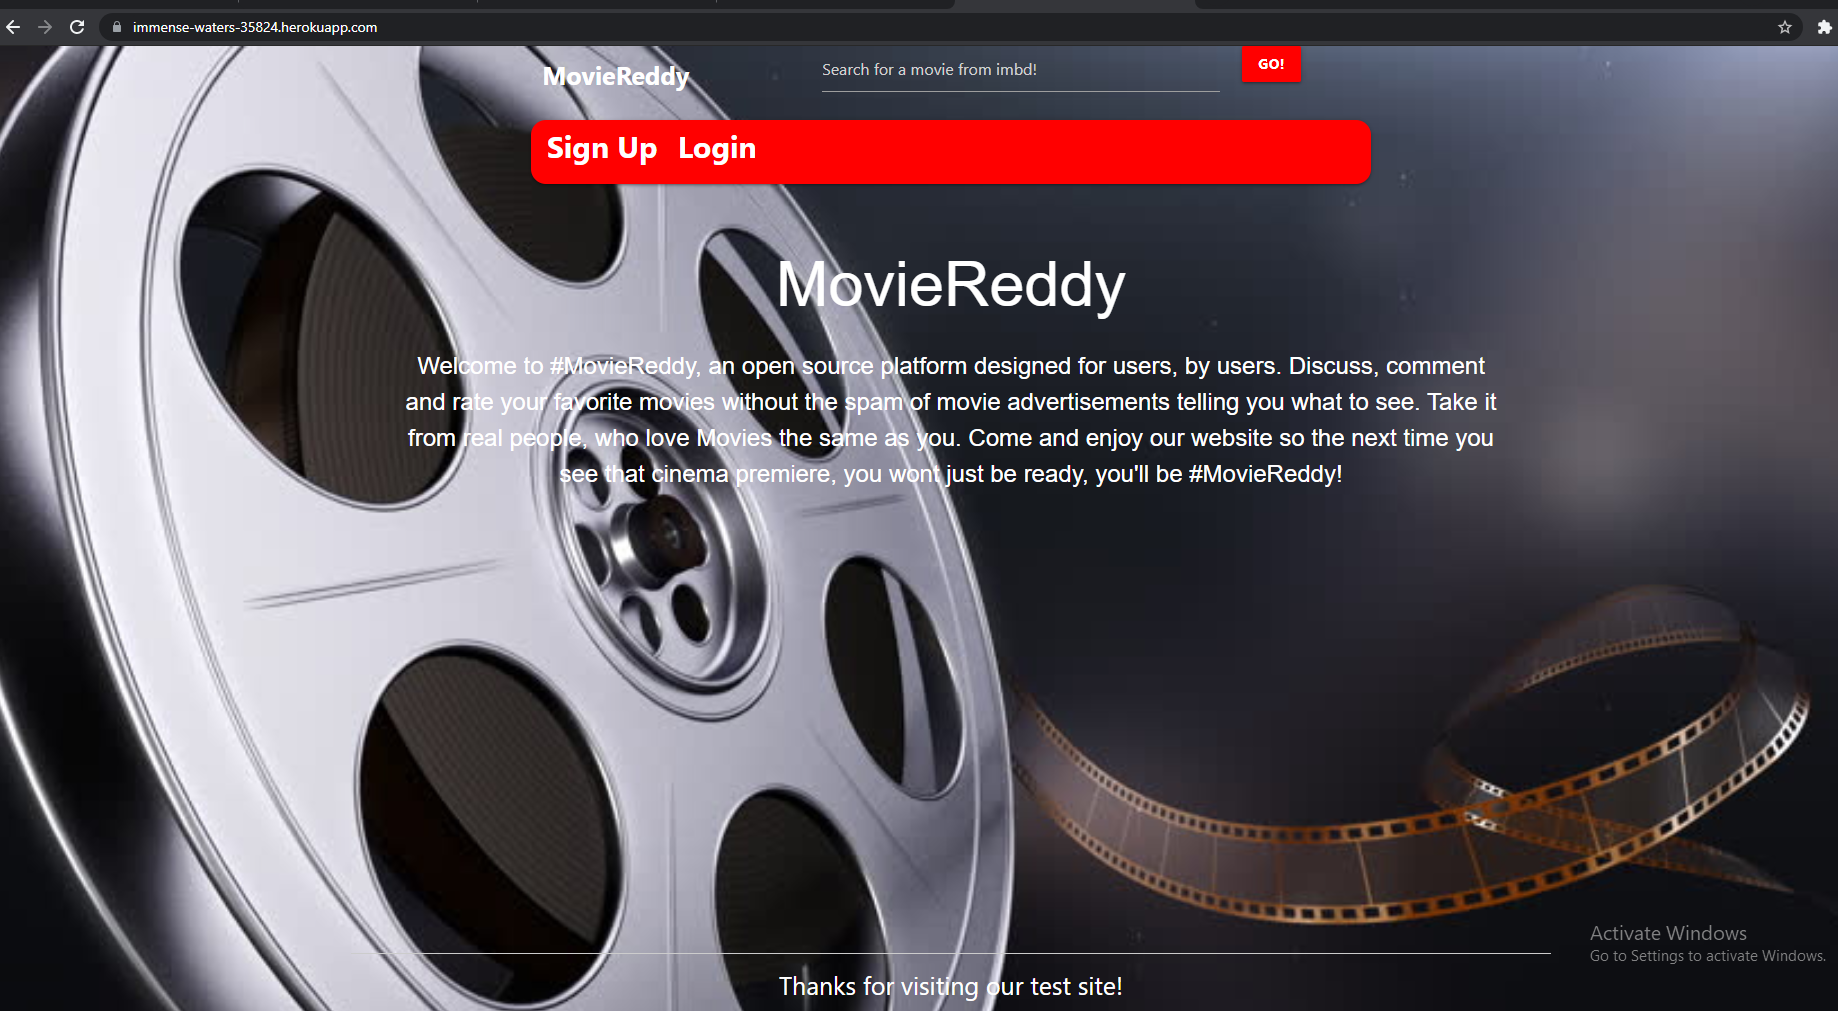 immense-waters-35824.herokuapp.com
MovieReddy
Search for a movie from imbd!
GO!
Sign Up Login
MovieReddy
Welcome to #MovieReddy, an open source platform designed for users, by users. Discuss, comment
and rate your favorite movies without the spam of movie advertisements telling you what to see. Take it
from real people, who love Movies the same as you. Come and enjoy our website so the next time you
see that cinema premiere, you wont just be ready, you'll be #MovieReddy!
Activate Windows
Go to Settings to activate Windows.
Thanks for visiting our test site!